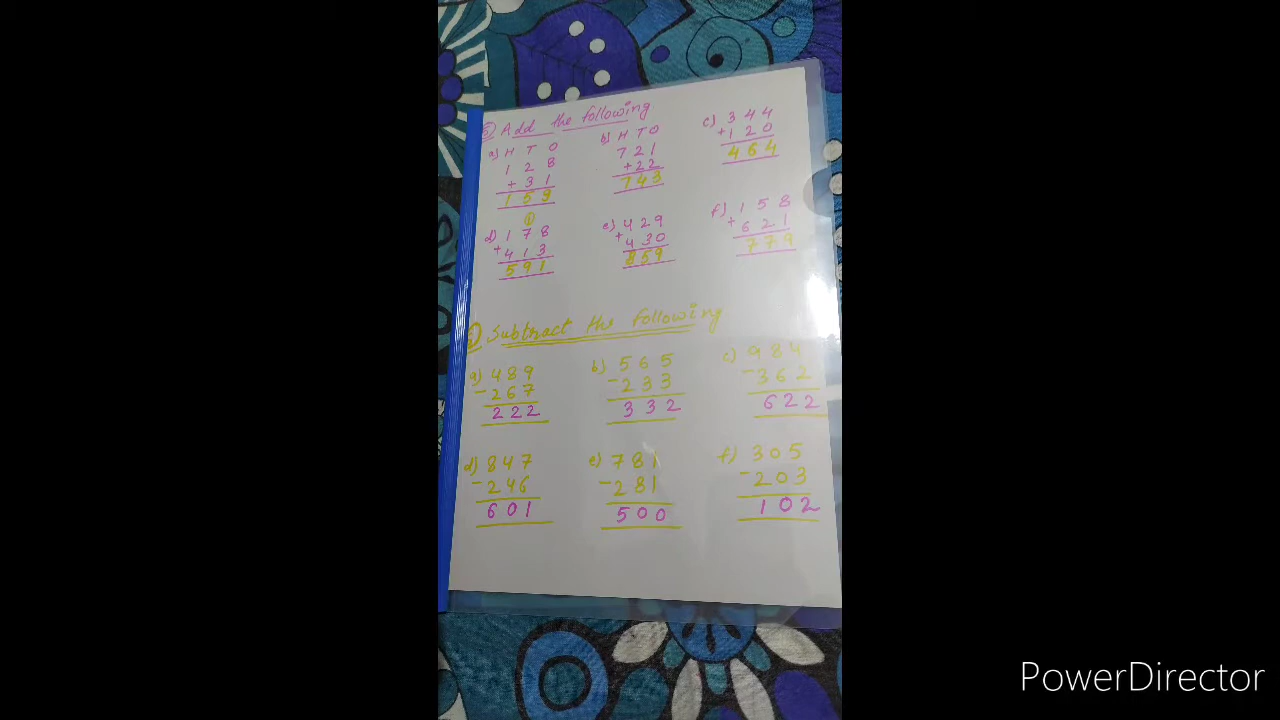 5) Add the following
a) H T O
1 2 8
+ 3 1
1 5 9
b) H T O
7 2 1
+ 2 2
7 4 3
c) 3 4 4
+ 1 2 0
4 6 4
1
d) 1 7 8
+ 4 1 3
5 9 1
e) 4 2 9
+ 4 3 0
8 5 9
f) 1 5 8
+ 6 2 1
7 7 9
Subtract the following
a) 4 8 9
- 2 6 7
2 2 2
b) 5 6 5
- 2 3 3
3 3 2
c) 9 8 4
- 3 6 2
6 2 2
d) 8 4 7
- 2 4 6
6 0 1
e) 7 8 1
- 2 8 1
5 0 0
f) 3 0 5
- 2 0 3
1 0 2
PowerDirector